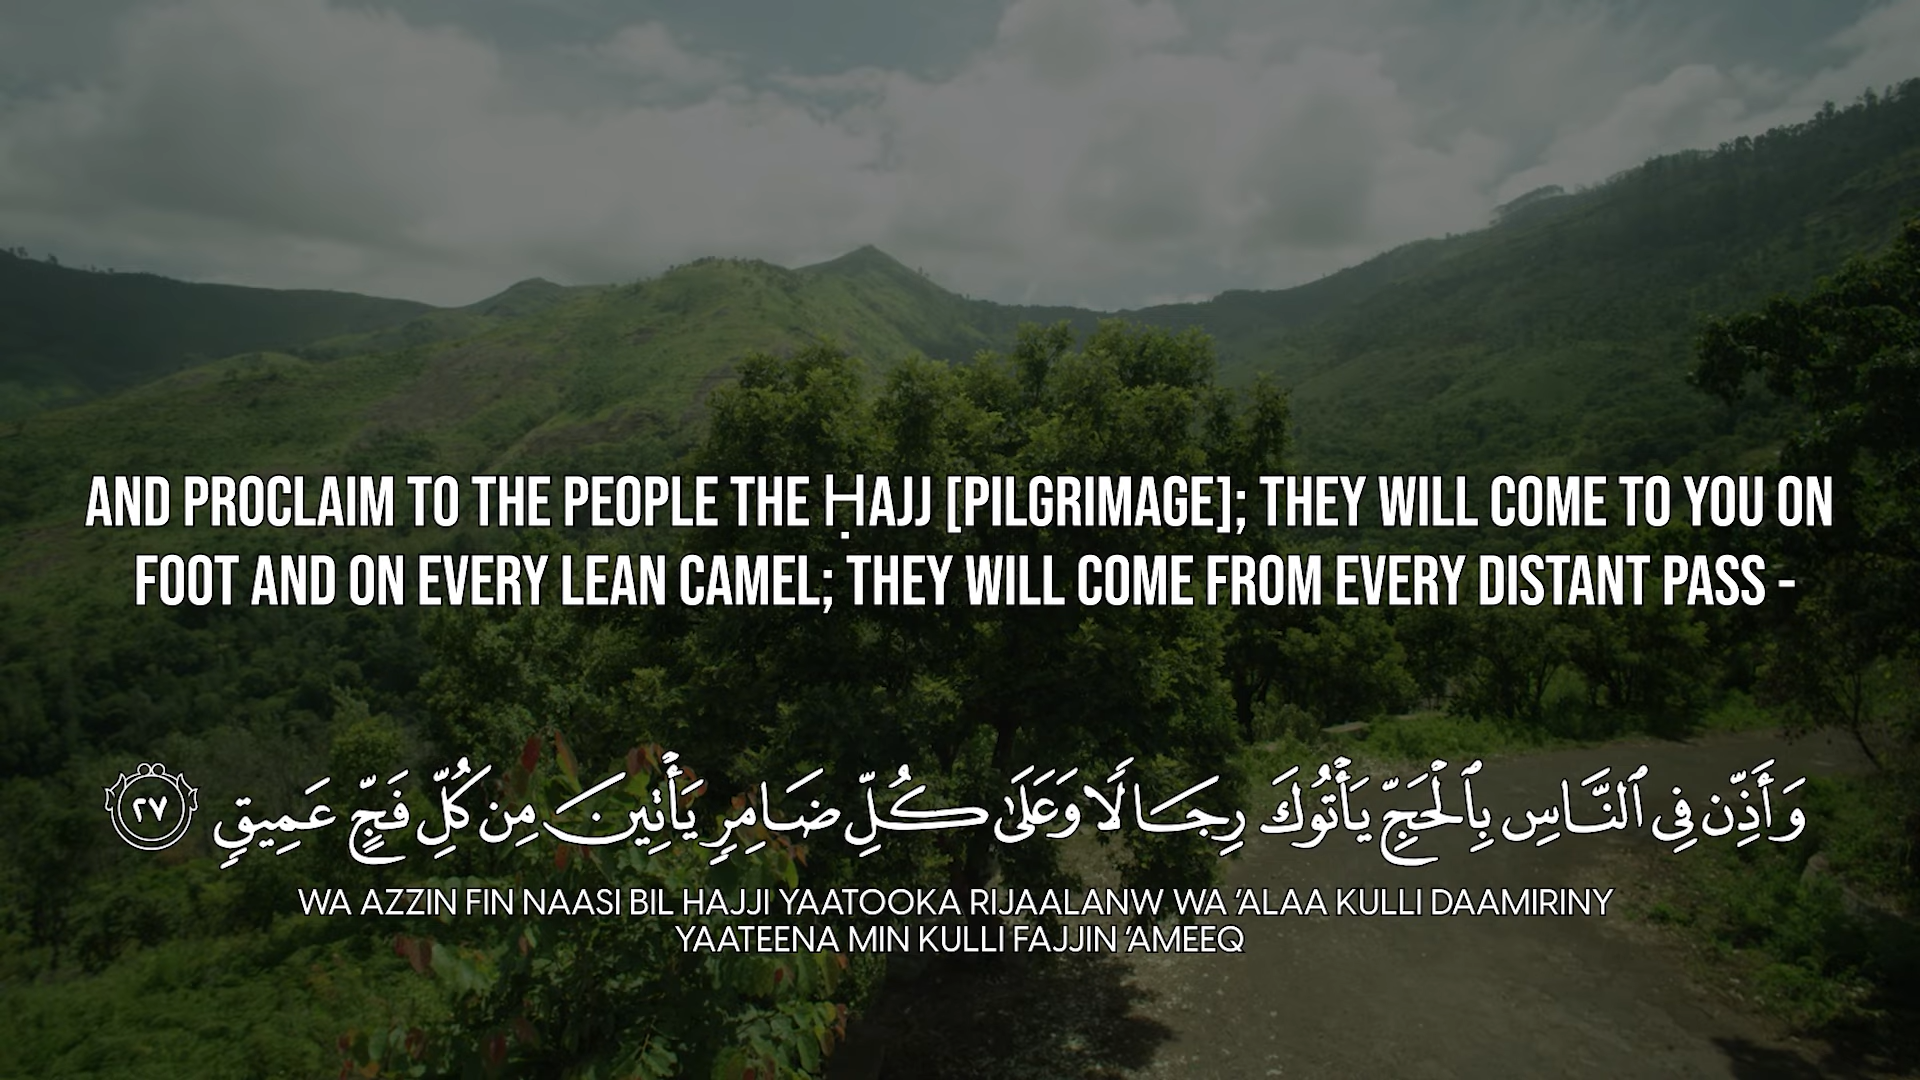 AND PROCLAIM TO THE PEOPLE THE ḤAJJ [PILGRIMAGE]; THEY WILL COME TO YOU ON
FOOT AND ON EVERY LEAN CAMEL; THEY WILL COME FROM EVERY DISTANT PASS -
وَأَذِّن فِى ٱلنَّاسِ بِٱلْحَجِّ يَأْتُوكَ رِجَالًا وَعَلَىٰ كُلِّ ضَامِرٍ يَأْتِينَ مِن كُلِّ فَجٍّ عَمِيقٍ ٢٧
WA AZZIN FIN NAASI BIL HAJJI YAATOOKA RIJAALANW WA 'ALAA KULLI DAAMIRINY
YAATEENA MIN KULLI FAJJIN 'AMEEQ